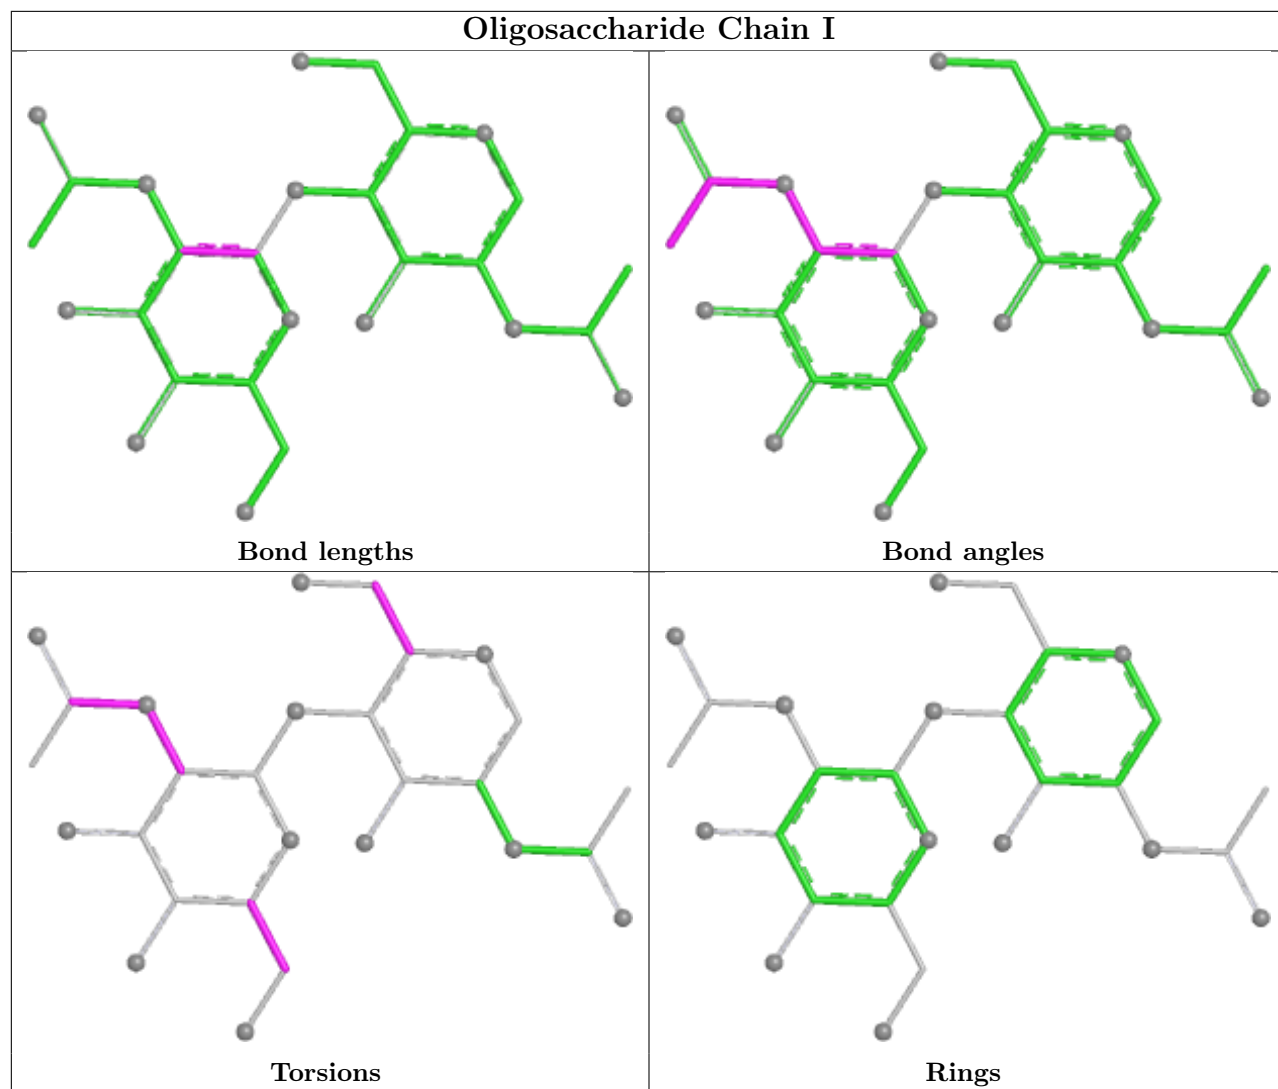 Oligosaccharide Chain I
Bond lengths
Bond angles
Torsions
Rings